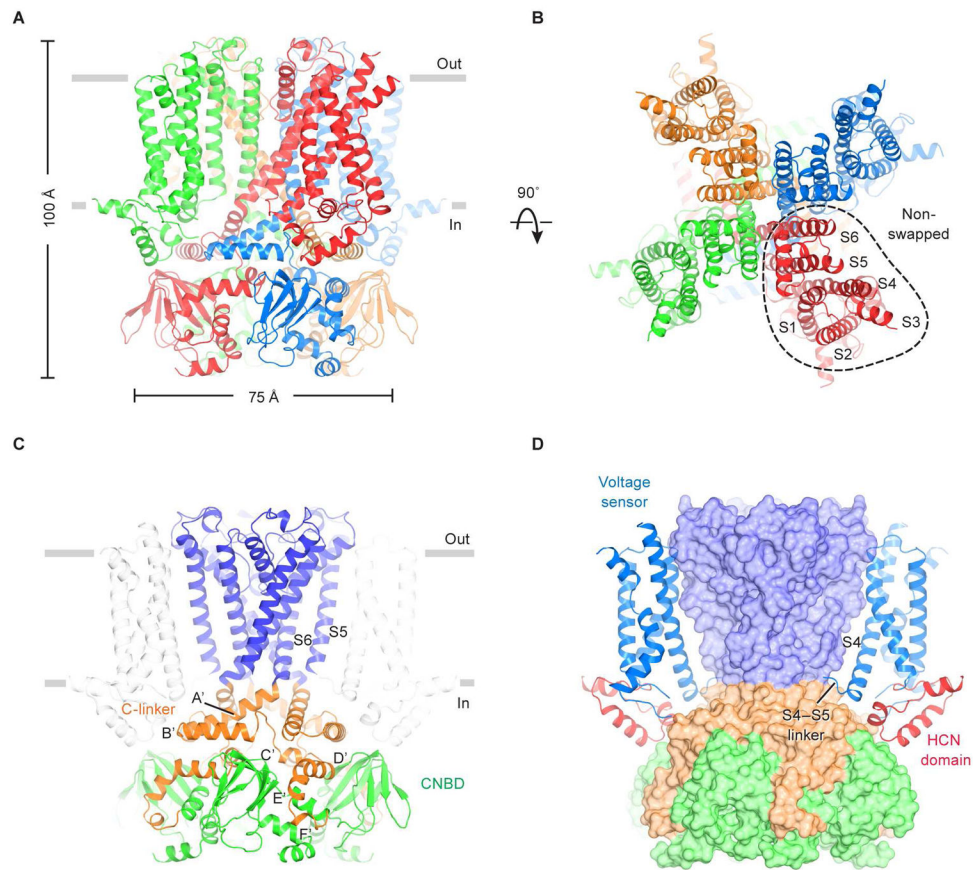 A
Out
In
100 Å
75 Å
B
90°
Non-
swapped
S6
S5
S4
S3
S1
S2
C
Out
S6
S5
In
A'
C-linker
B'
C'
D'
CNBD
E'
F'
D
Voltage
sensor
S4
S4–S5
linker
HCN
domain